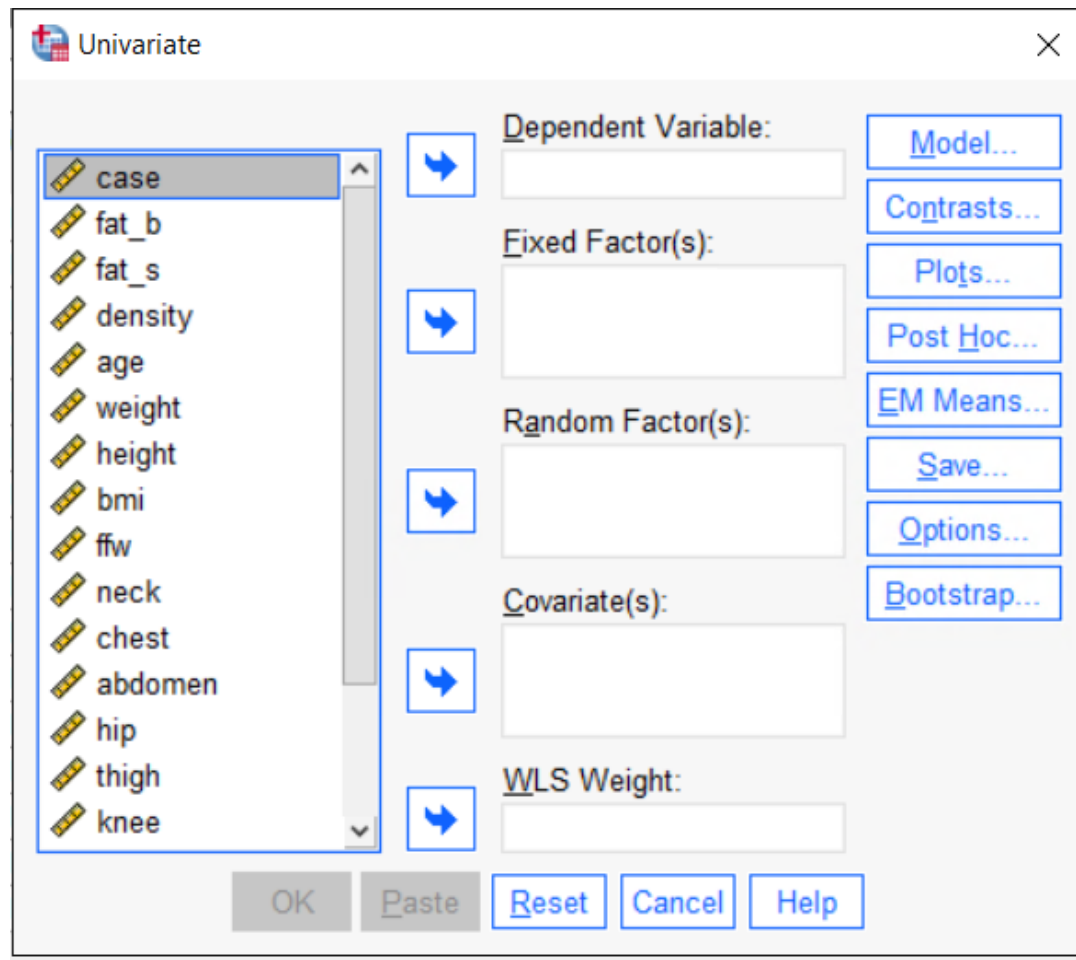 Univariate
case
fat_b
fat_s
density
age
weight
height
bmi
ffw
neck
chest
abdomen
hip
thigh
knee
Dependent Variable:
Fixed Factor(s):
Random Factor(s):
Covariate(s):
WLS Weight:
Model...
Contrasts...
Plots...
Post Hoc...
EM Means...
Save...
Options...
Bootstrap...
OK
Paste
Reset
Cancel
Help